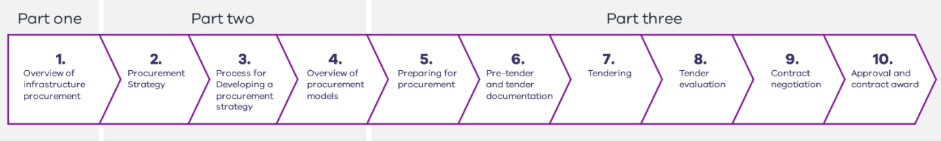 Part one
Part two
Part three
1.
Overview of
infrastructure
procurement
2.
Procurement
Strategy
3.
Process for
Developing a
procurement
strategy
4.
Overview of
procurement
models
5.
Preparing for
procurement
6.
Pre-tender
and tender
documentation
7.
Tendering
8.
Tender
evaluation
9.
Contract
negotiation
10.
Approval and
contract award